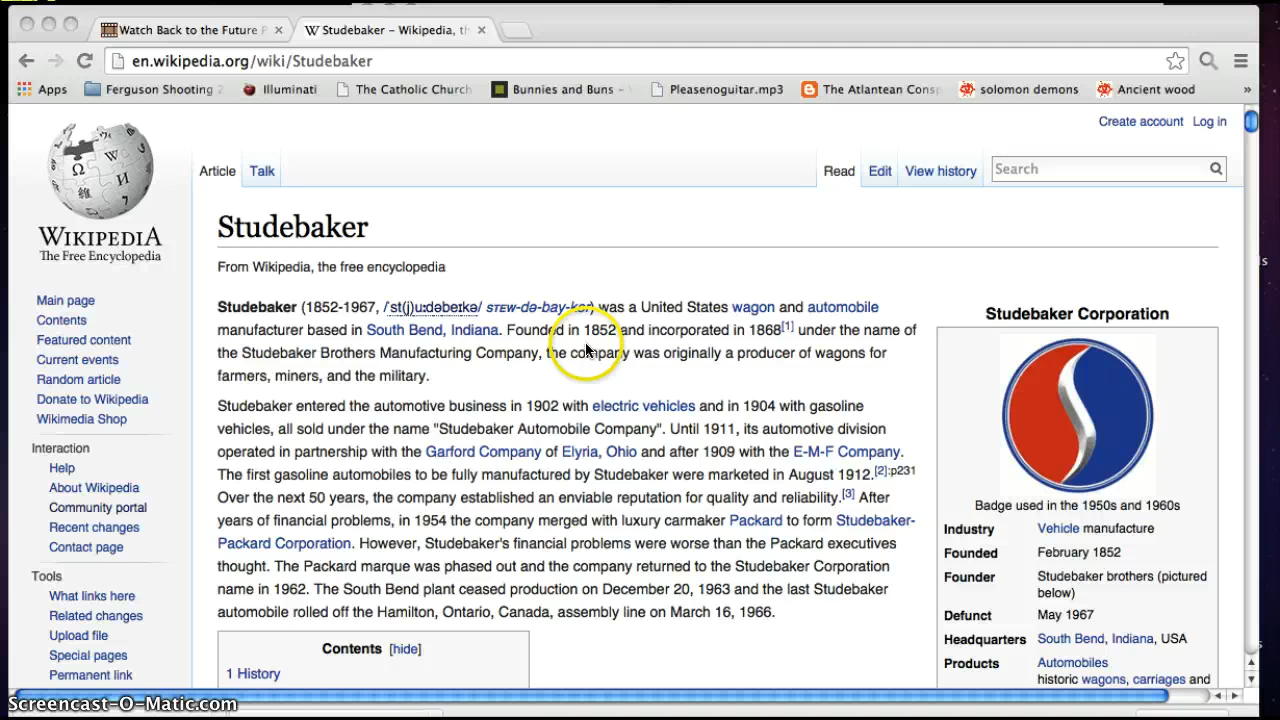 Watch Back to the Future P
Studebaker – Wikipedia, th
en.wikipedia.org/wiki/Studebaker
Apps
Ferguson Shooting 2
Illuminati
The Catholic Church
Bunnies and Buns -
Pleasenoguitar.mp3
The Atlantean Consp
solomon demons
Ancient wood
»
Create account Log in
Article Talk
Read Edit View history
Search
WIKIPEDIA
The Free Encyclopedia
Main page
Contents
Featured content
Current events
Random article
Donate to Wikipedia
Wikimedia Shop
Interaction
Help
About Wikipedia
Community portal
Recent changes
Contact page
Tools
What links here
Related changes
Upload file
Special pages
Permanent link
Studebaker
From Wikipedia, the free encyclopedia
Studebaker (1852-1967, /ˈst(j)uːdəbeɪkə/ STEW-də-bay-kər) was a United States wagon and automobile
manufacturer based in South Bend, Indiana. Founded in 1852 and incorporated in 1868[1] under the name of
the Studebaker Brothers Manufacturing Company, the company was originally a producer of wagons for
farmers, miners, and the military.
Studebaker entered the automotive business in 1902 with electric vehicles and in 1904 with gasoline
vehicles, all sold under the name "Studebaker Automobile Company". Until 1911, its automotive division
operated in partnership with the Garford Company of Elyria, Ohio and after 1909 with the E-M-F Company.
The first gasoline automobiles to be fully manufactured by Studebaker were marketed in August 1912.[2]:p231
Over the next 50 years, the company established an enviable reputation for quality and reliability.[3] After
years of financial problems, in 1954 the company merged with luxury carmaker Packard to form Studebaker-
Packard Corporation. However, Studebaker's financial problems were worse than the Packard executives
thought. The Packard marque was phased out and the company returned to the Studebaker Corporation
name in 1962. The South Bend plant ceased production on December 20, 1963 and the last Studebaker
automobile rolled off the Hamilton, Ontario, Canada, assembly line on March 16, 1966.
Contents [hide]
1 History
Studebaker Corporation
Badge used in the 1950s and 1960s
Industry Vehicle manufacture
Founded February 1852
Founder Studebaker brothers (pictured
below)
Defunct May 1967
Headquarters South Bend, Indiana, USA
Products Automobiles
historic wagons, carriages and
Screencast-O-Matic.com